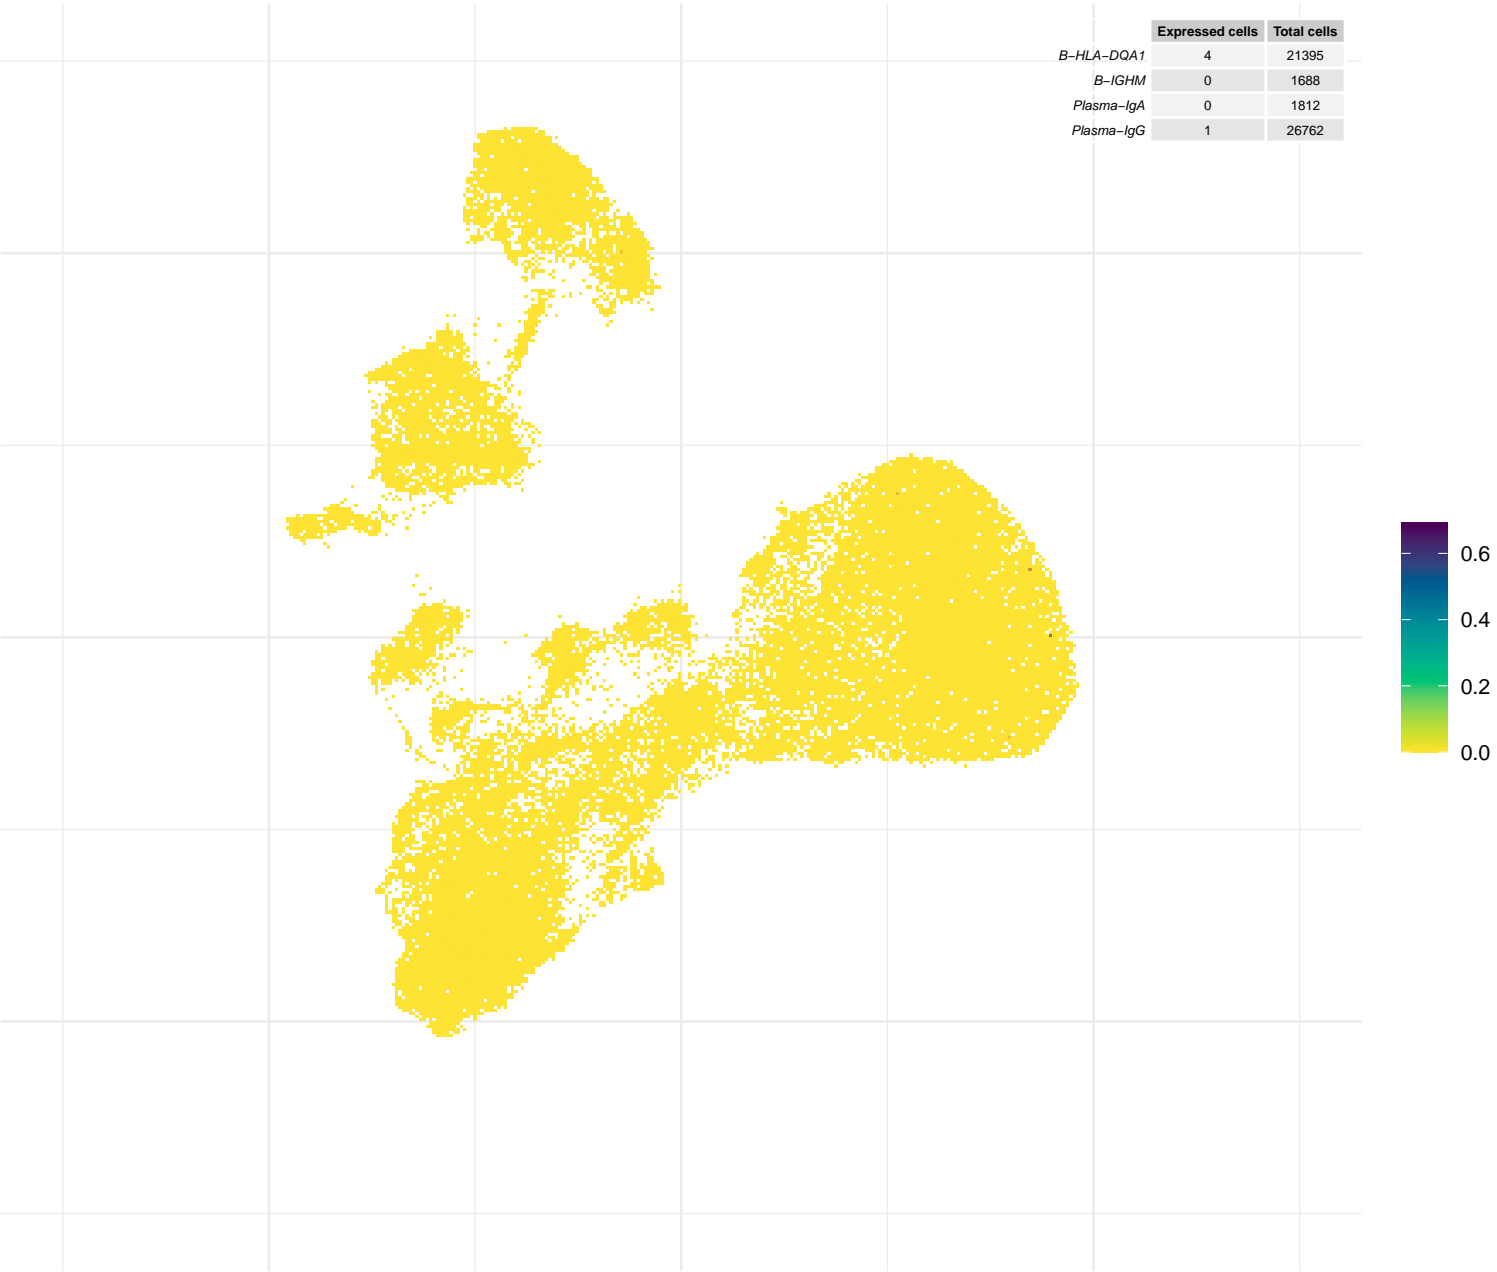 Expressed cells Total cells
B−HLA−DQA1 4 21395
B−IGHM 0 1688
Plasma−IgA 0 1812
Plasma−IgG 1 26762
0.6
0.4
0.2
0.0